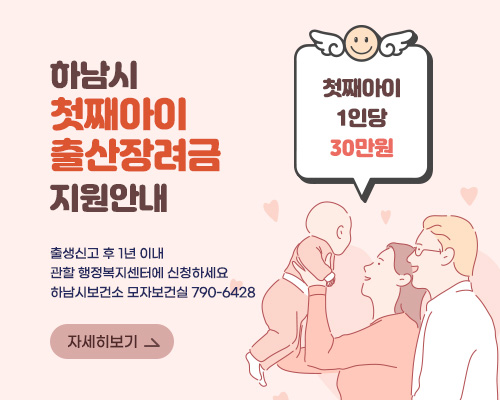 하남시
첫째아이
출산장려금
지원안내
첫째아이
1인당
30만원
출생신고 후 1년 이내
관할 행정복지센터에 신청하세요
하남시보건소 모자보건실 790-6428
자세히보기